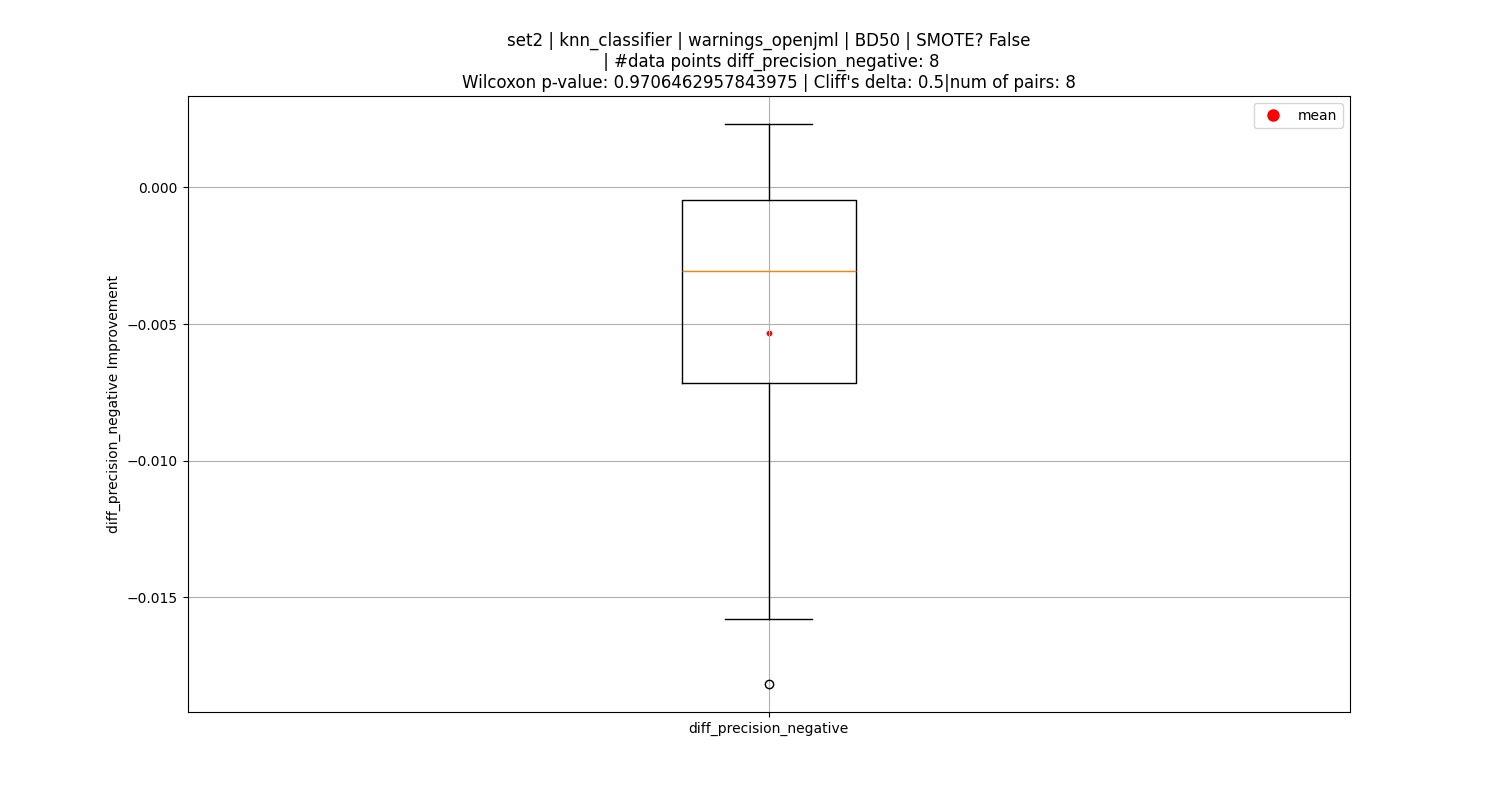 set2 | knn_classifier | warnings_openjml | BD50 | SMOTE? False
| #data points diff_precision_negative: 8
Wilcoxon p-value: 0.9706462957843975 | Cliff's delta: 0.5|num of pairs: 8
mean
0.000
−0.005
−0.010
−0.015
diff_precision_negative Improvement
diff_precision_negative